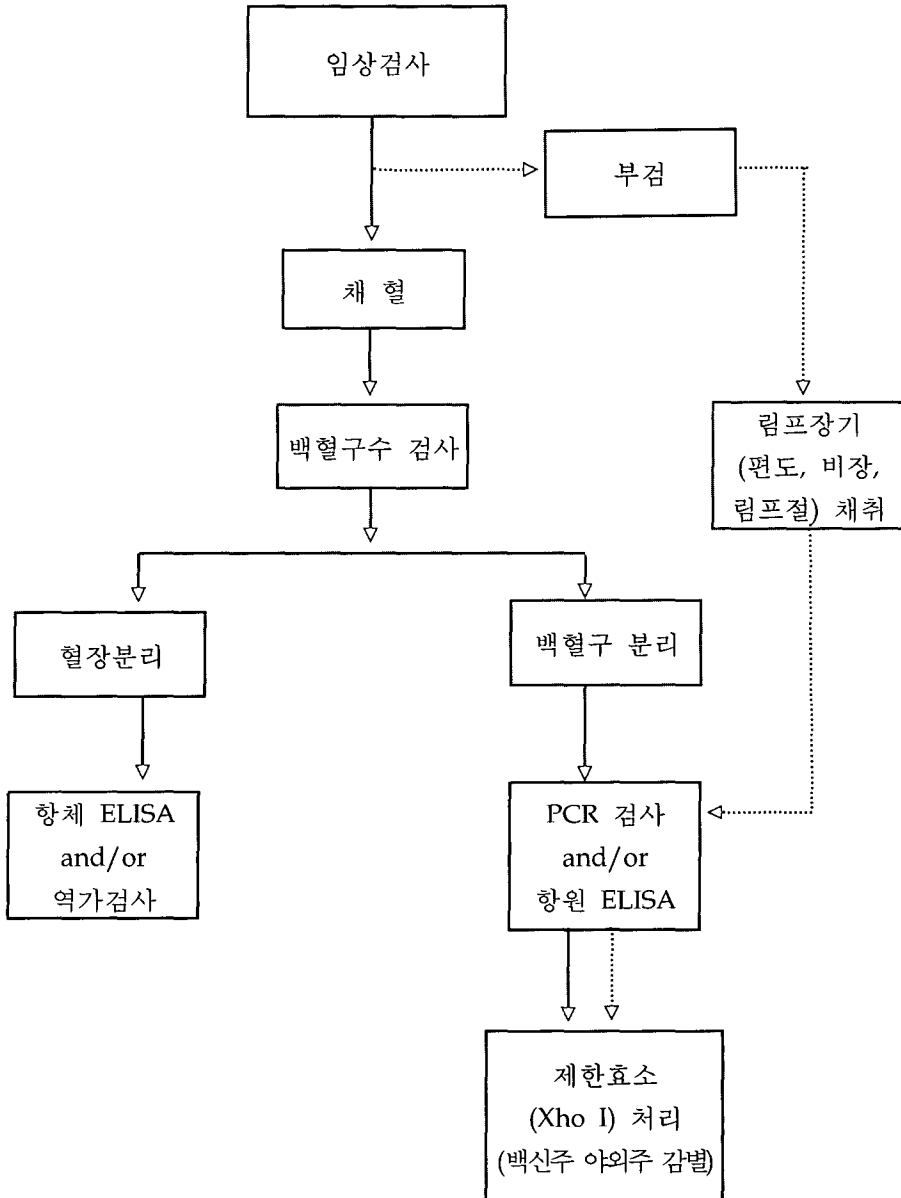 임상검사
부검
채 혈
백혈구수 검사
림프장기
(편도, 비장,
림프절) 채취
혈장분리
백혈구 분리
항체 ELISA
and/or
역가검사
PCR 검사
and/or
항원 ELISA
제한효소
(Xho I) 처리
(백신주 야외주 감별)